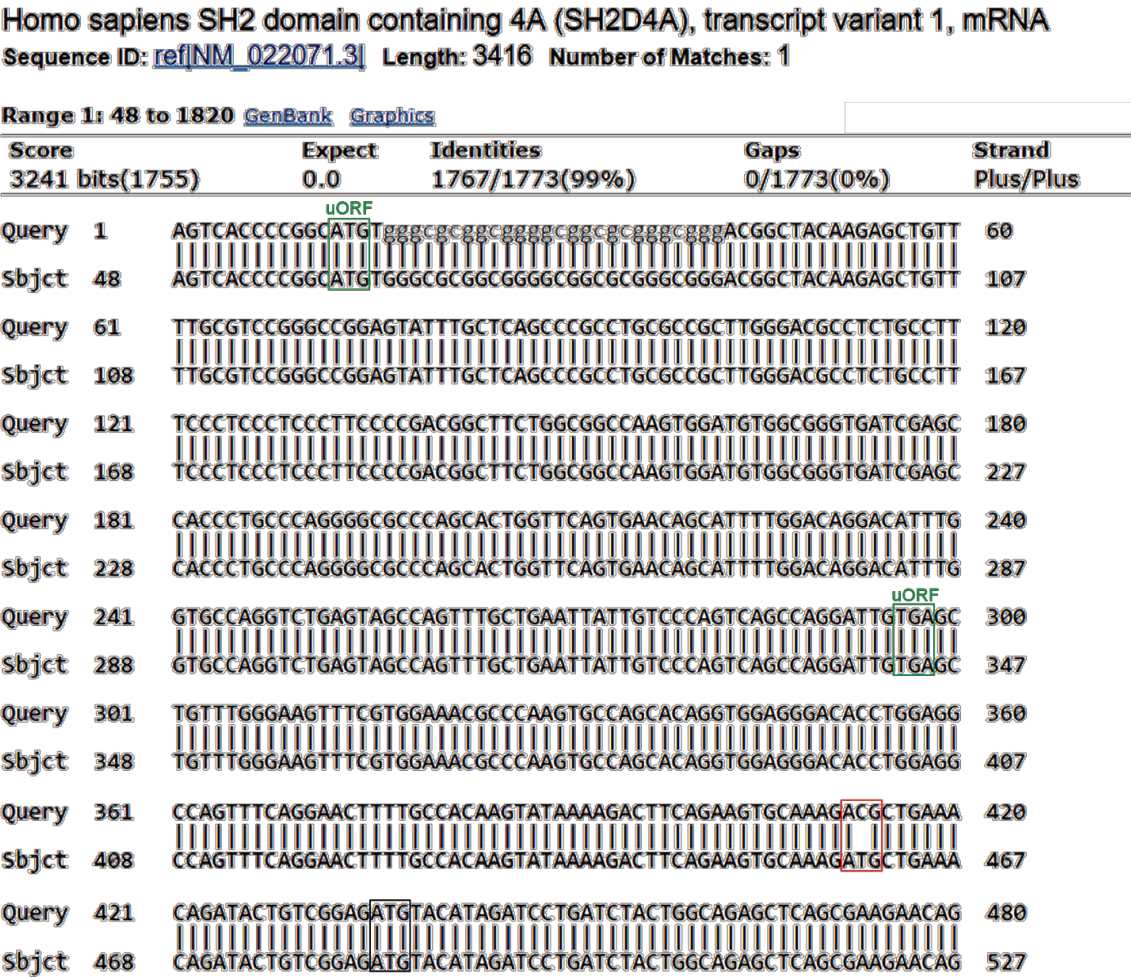 Homo sapiens SH2 domain containing 4A (SH2D4A), transcript variant 1, mRNA
Sequence ID: ref|NM_022071.3| Length: 3416 Number of Matches: 1
Range 1: 48 to 1820 GenBank Graphics
Score Expect Identities Gaps Strand
3241 bits(1755) 0.0 1767/1773(99%) 0/1773(0%) Plus/Plus
uORF
Query 1 AGTCACCCCCGGCATGTgggcgcggcggggcggcgcgggcgggACGGCTACAAGAGCTGTT 60
Sbjct 48 AGTCACCCCCGGCATGTGGGCGCGGCGGGGCGGCGCGGGCGGGACGGCTACAAGAGCTGTT 107
Query 61 TTGCGTCCGGGCCGGAGTATTTGCTCAGCCCGCCTGCGCCGCTTGGGACGCCTCTGCCTT 120
Sbjct 108 TTGCGTCCGGGCCGGAGTATTTGCTCAGCCCGCCTGCGCCGCTTGGGACGCCTCTGCCTT 167
Query 121 TCCCTCCCTCCCTTCCCCGACGGCTTCTGGCGGCCAAGTGGATGTGGCGGGTGATCGAGC 180
Sbjct 168 TCCCTCCCTCCCTTCCCCGACGGCTTCTGGCGGCCAAGTGGATGTGGCGGGTGATCGAGC 227
Query 181 CACCCTGCCCAGGGGCGCCCAGCACTGGTTCAGTGAACAGCATTTTGGACAGGACATTTG 240
Sbjct 228 CACCCTGCCCAGGGGCGCCCAGCACTGGTTCAGTGAACAGCATTTTGGACAGGACATTTG 287
uORF
Query 241 GTGCCAGGTCTGAGTAGCCAGTTTGCTGAATTATTGTCCCAGTCAGCCAGGATTGTGAGC 300
Sbjct 288 GTGCCAGGTCTGAGTAGCCAGTTTGCTGAATTATTGTCCCAGTCAGCCAGGATTGTGAGC 347
Query 301 TGTTTGGGAAGTTTCGTGGAAACGCCCAAGTGCCAGCACAGGTGGAGGGACACCTGGAGG 360
Sbjct 348 TGTTTGGGAAGTTTCGTGGAAACGCCCAAGTGCCAGCACAGGTGGAGGGACACCTGGAGG 407
Query 361 CCAGTTTCAGGAACTTTTGCCACAAGTATAAAAGACTTCAGAAGTGCAAAGACGCTGAAA 420
Sbjct 408 CCAGTTTCAGGAACTTTTGCCACAAGTATAAAAGACTTCAGAAGTGCAAAGATGCTGAAA 467
Query 421 CAGATACTGTCGGAGATGTACATAGATCCTGATCTACTGGCAGAGCTCAGCGAAGAACAG 480
Sbjct 468 CAGATACTGTCGGAGATGTACATAGATCCTGATCTACTGGCAGAGCTCAGCGAAGAACAG 527